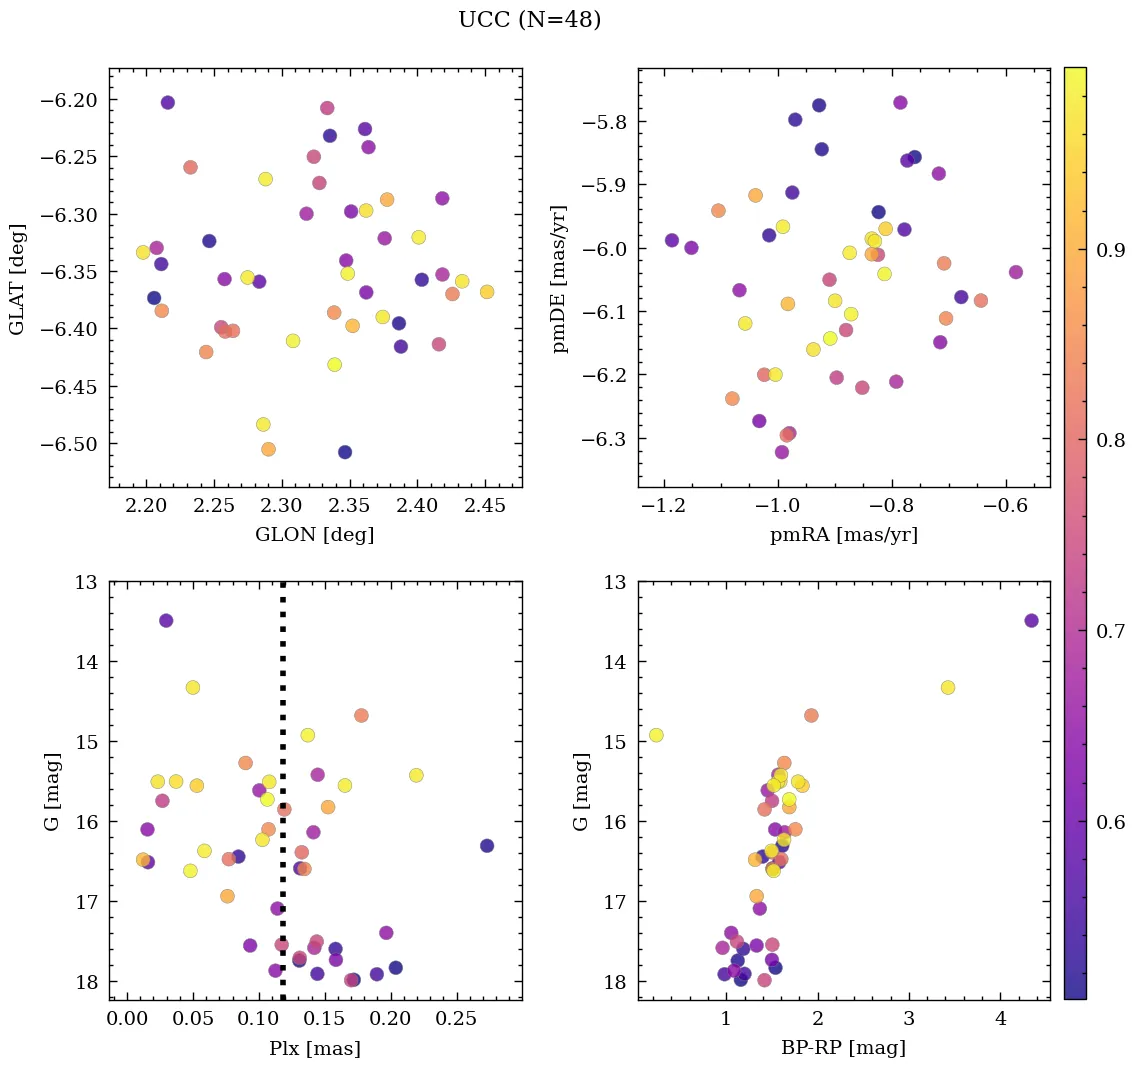 UCC (N=48)
−6.20
−6.25
−6.30
−6.35
−6.40
−6.45
−6.50
GLAT [deg]
2.20 2.25 2.30 2.35 2.40 2.45
GLON [deg]
−5.8
−5.9
−6.0
−6.1
−6.2
−6.3
pmDE [mas/yr]
−1.2 −1.0 −0.8 −0.6
pmRA [mas/yr]
0.9
0.8
0.7
0.6
13
14
15
16
17
18
G [mag]
0.00 0.05 0.10 0.15 0.20 0.25
Plx [mas]
13
14
15
16
17
18
G [mag]
1 2 3 4
BP-RP [mag]